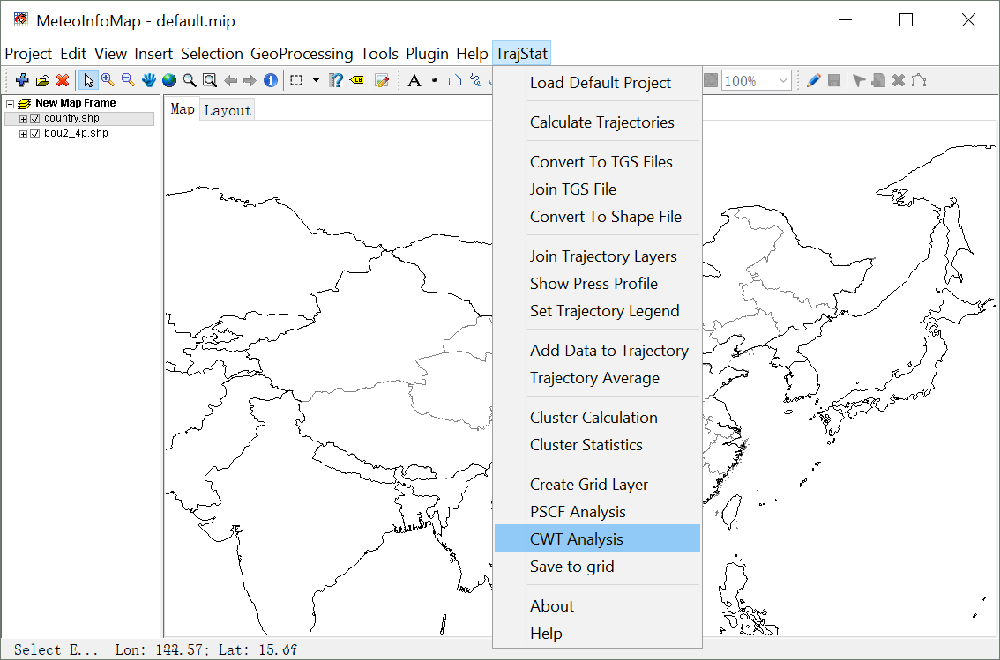 MeteoInfoMap - default.mip
Project Edit View Insert Selection GeoProcessing Tools Plugin Help TrajStat
LB A 100%
New Map Frame
country.shp
bou2_4p.shp
Map Layout
Load Default Project
Calculate Trajectories
Convert To TGS Files
Join TGS File
Convert To Shape File
Join Trajectory Layers
Show Press Profile
Set Trajectory Legend
Add Data to Trajectory
Trajectory Average
Cluster Calculation
Cluster Statistics
Create Grid Layer
PSCF Analysis
CWT Analysis
Save to grid
About
Help
Select E... Lon: 144.57; Lat: 15.67